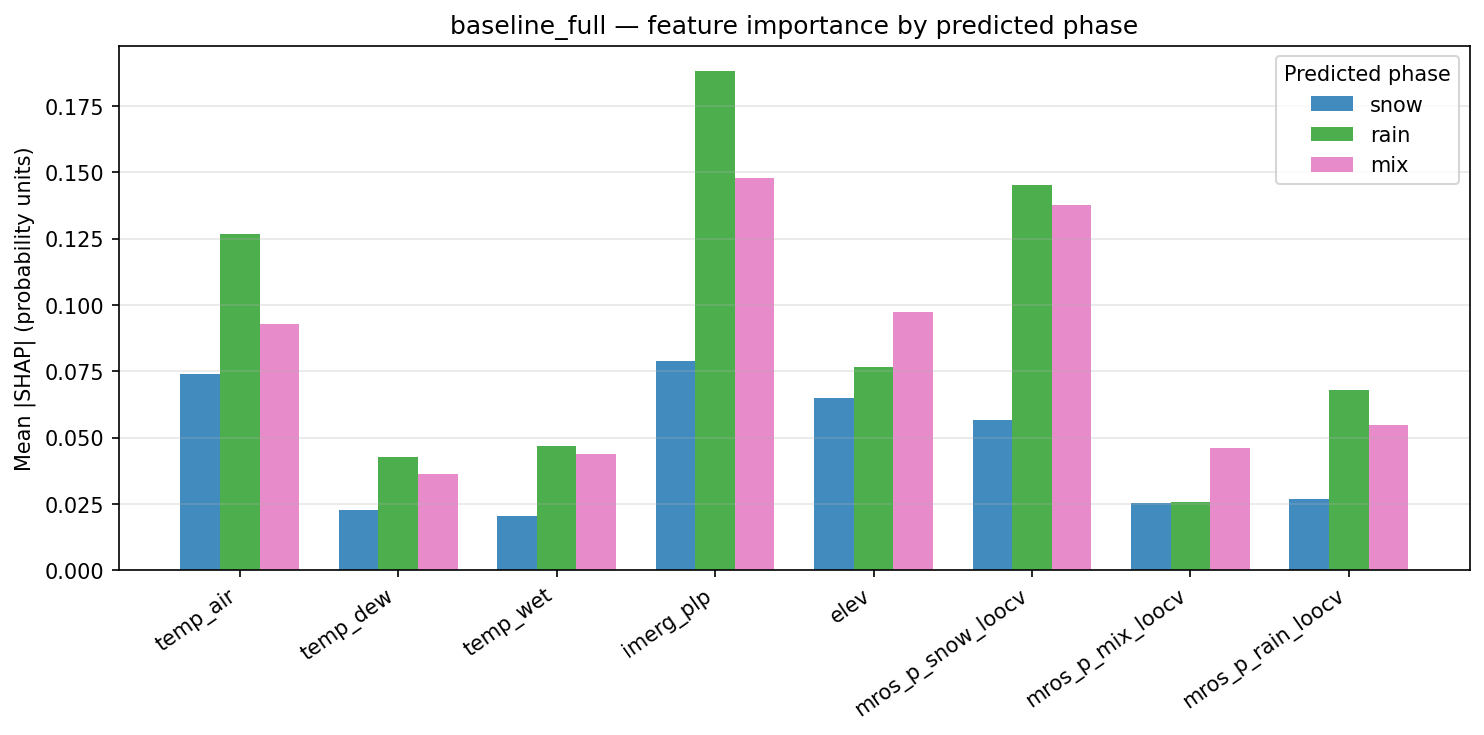 baseline_full — feature importance by predicted phase
Mean |SHAP| (probability units)
0.175
0.150
0.125
0.100
0.075
0.050
0.025
0.000
Predicted phase
snow
rain
mix
temp_air
temp_dew
temp_wet
imerg_plp
elev
mros_p_snow_loocv
mros_p_mix_loocv
mros_p_rain_loocv